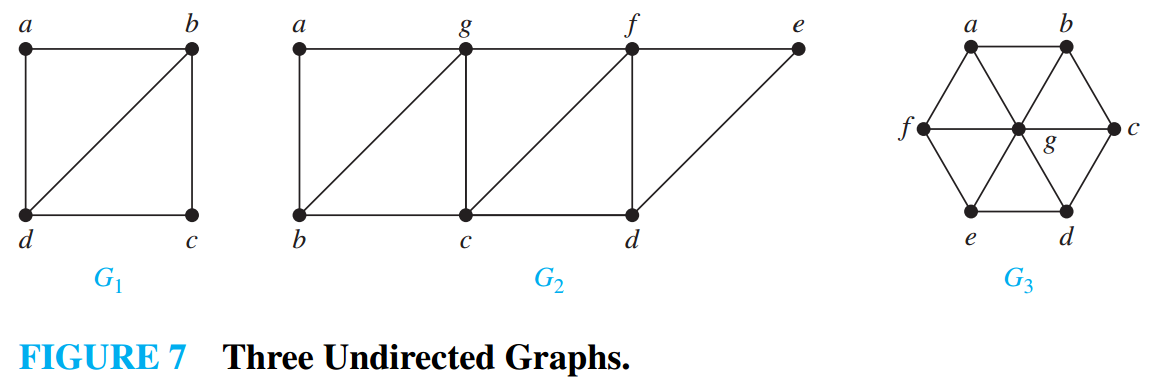 a b a g f e a b
f g c
d c b c d e d
G1 G2 G3
FIGURE 7 Three Undirected Graphs.